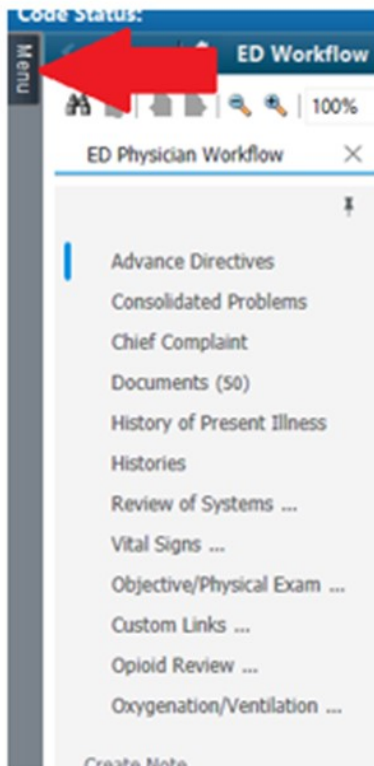 Code Status:
Menu
ED Workflow
100%
ED Physician Workflow
Advance Directives
Consolidated Problems
Chief Complaint
Documents (50)
History of Present Illness
Histories
Review of Systems ...
Vital Signs ...
Objective/Physical Exam ...
Custom Links ...
Opioid Review ...
Oxygenation/Ventilation ...
Create Note